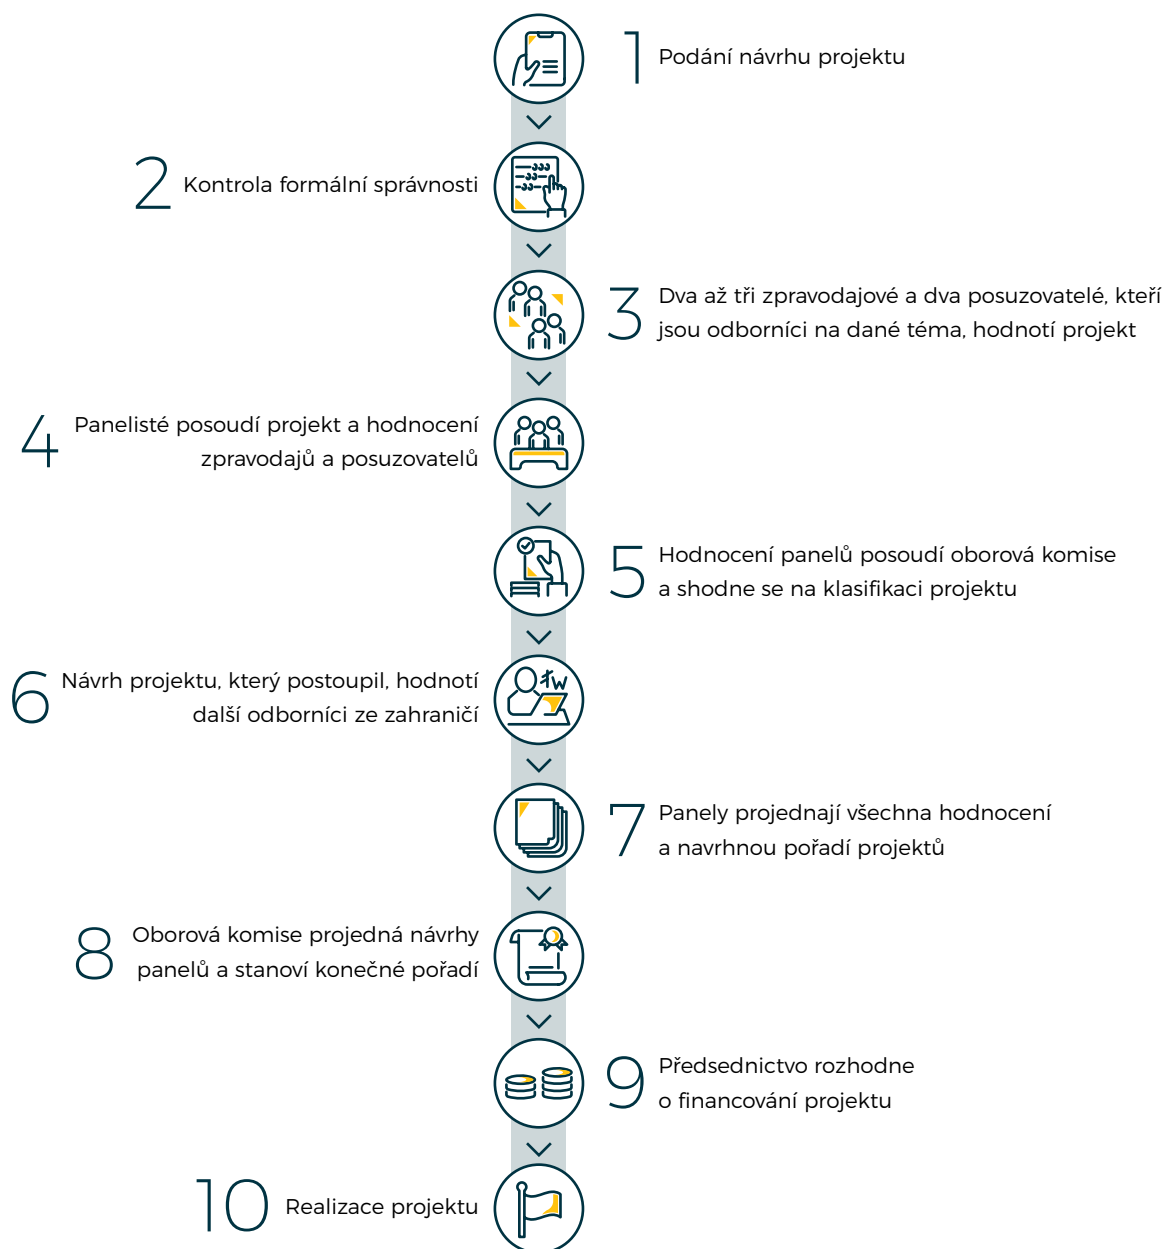 1 Podání návrhu projektu
2 Kontrola formální správnosti
3 Dva až tři zpravodajové a dva posuzovatelé, kteří
jsou odborníci na dané téma, hodnotí projekt
4 Panelisté posoudí projekt a hodnocení
zpravodajů a posuzovatelů
5 Hodnocení panelů posoudí oborová komise
a shodne se na klasifikaci projektu
6 Návrh projektu, který postoupil, hodnotí
další odborníci ze zahraničí
7 Panely projednají všechna hodnocení
a navrhnou pořadí projektů
8 Oborová komise projedná návrhy
panelů a stanoví konečné pořadí
9 Předsednictvo rozhodne
o financování projektu
10 Realizace projektu